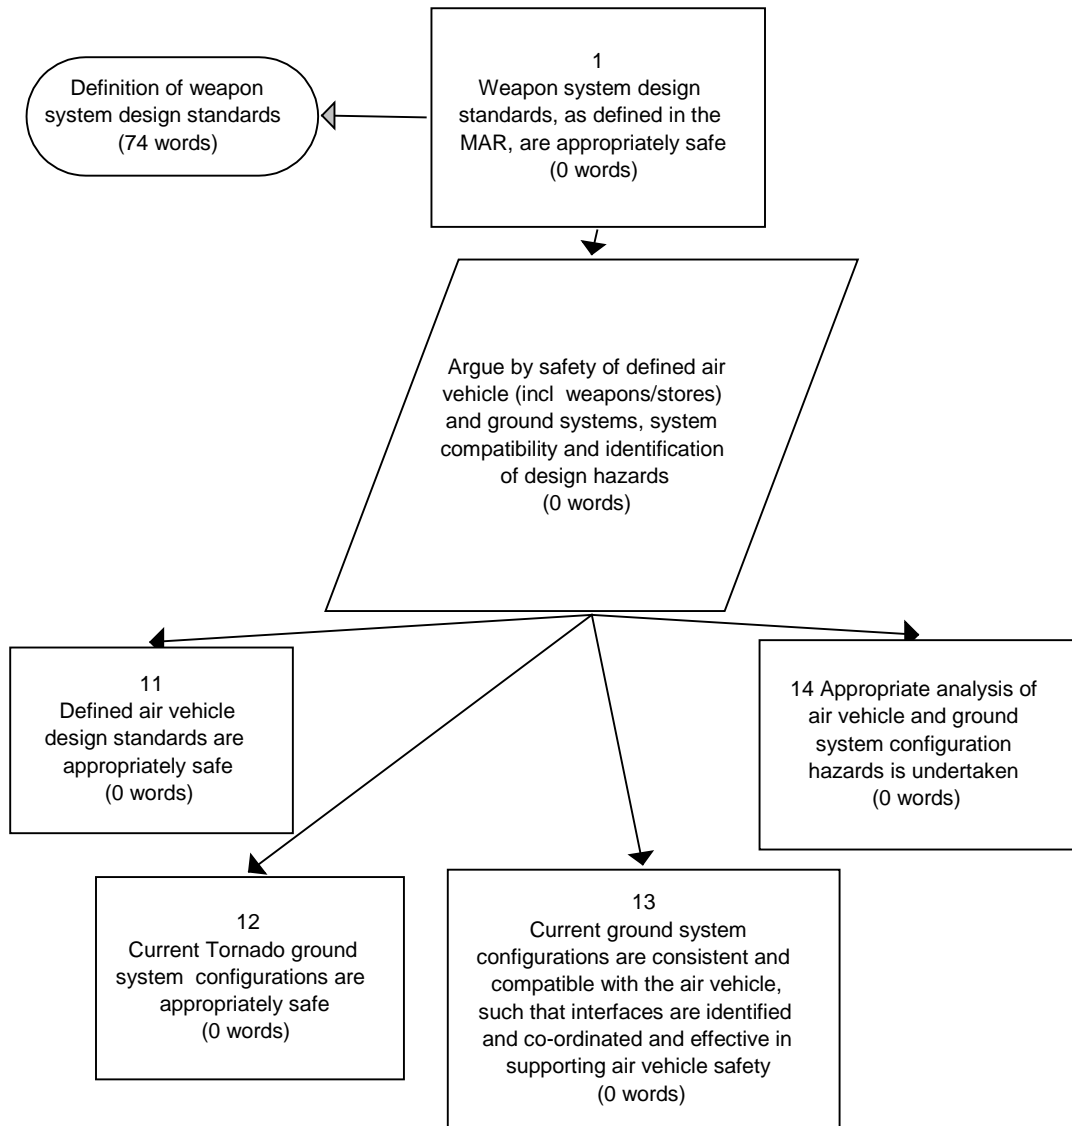 Definition of weapon
system design standards
(74 words)
1
Weapon system design
standards, as defined in the
MAR, are appropriately safe
(0 words)
Argue by safety of defined air
vehicle (incl weapons/stores)
and ground systems, system
compatibility and identification
of design hazards
(0 words)
11
Defined air vehicle
design standards are
appropriately safe
(0 words)
14 Appropriate analysis of
air vehicle and ground
system configuration
hazards is undertaken
(0 words)
12
Current Tornado ground
system configurations are
appropriately safe
(0 words)
13
Current ground system
configurations are consistent and
compatible with the air vehicle,
such that interfaces are identified
and co-ordinated and effective in
supporting air vehicle safety
(0 words)